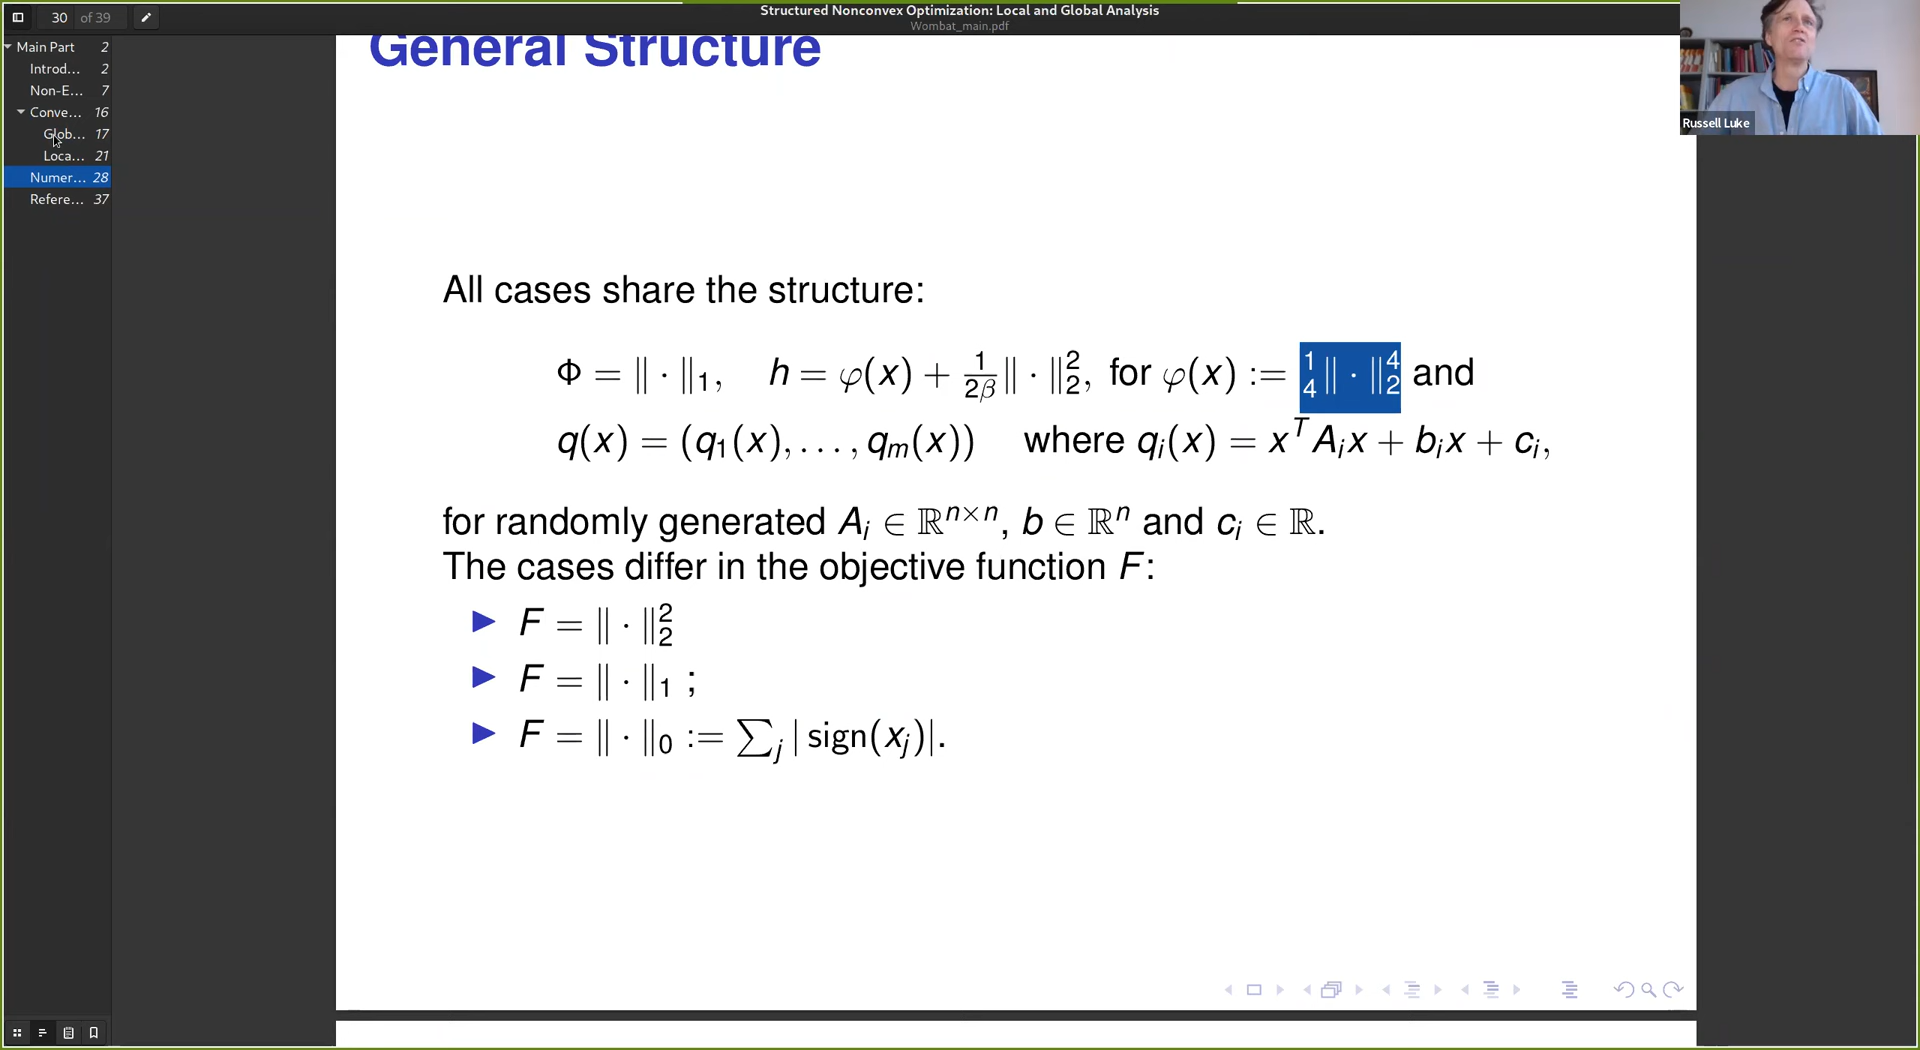 30 of 39
Structured Nonconvex Optimization: Local and Global Analysis
Wombat_main.pdf
Main Part 2
Introd... 2
Non-E... 7
Conve... 16
Glob... 17
Loca... 21
Numer... 28
Refere... 37
General Structure
Russell Luke
All cases share the structure:
Φ = ‖ · ‖₁, h = φ(x) + 1/(2β)‖ · ‖₂², for φ(x) := 1/4‖ · ‖₂⁴ and
q(x) = (q₁(x), . . . , qₘ(x)) where qᵢ(x) = xᵀAᵢx + bᵢx + cᵢ,
for randomly generated Aᵢ ∈ ℝⁿˣⁿ, b ∈ ℝⁿ and cᵢ ∈ ℝ.
The cases differ in the objective function F:
▶ F = ‖ · ‖₂²
▶ F = ‖ · ‖₁ ;
▶ F = ‖ · ‖₀ := ∑ⱼ | sign(xⱼ)|.